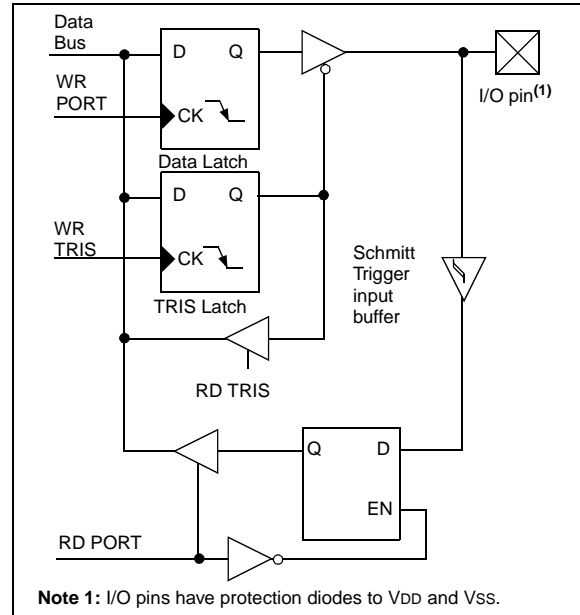 Data
Bus
D Q
WR
PORT
CK
I/O pin(1)
Data Latch
D Q
WR
TRIS
CK
Schmitt
Trigger
input
buffer
TRIS Latch
RD TRIS
Q D
EN
RD PORT
Note 1: I/O pins have protection diodes to VDD and VSS.